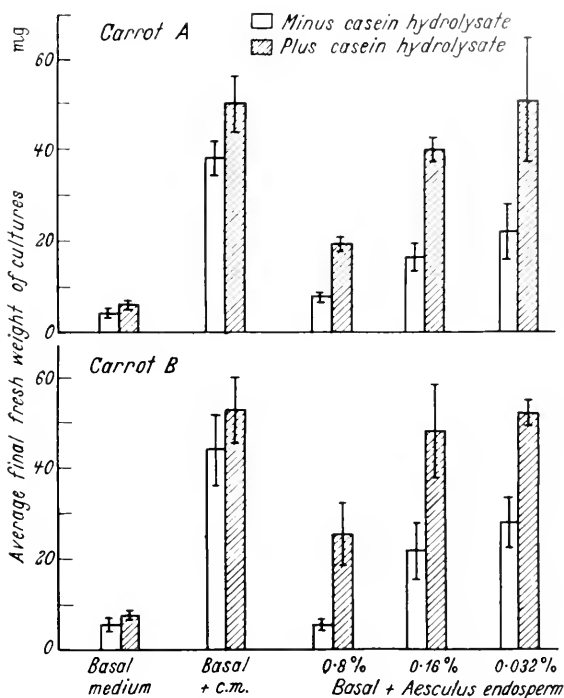 mg
Carrot A
Minus casein hydrolysate
Plus casein hydrolysate
60
40
20
0
Average final fresh weight of cultures
Carrot B
60
40
20
0
Basal medium
Basal + c.m.
0·8% 0·16% 0·032%
Basal + Aesculus endosperm